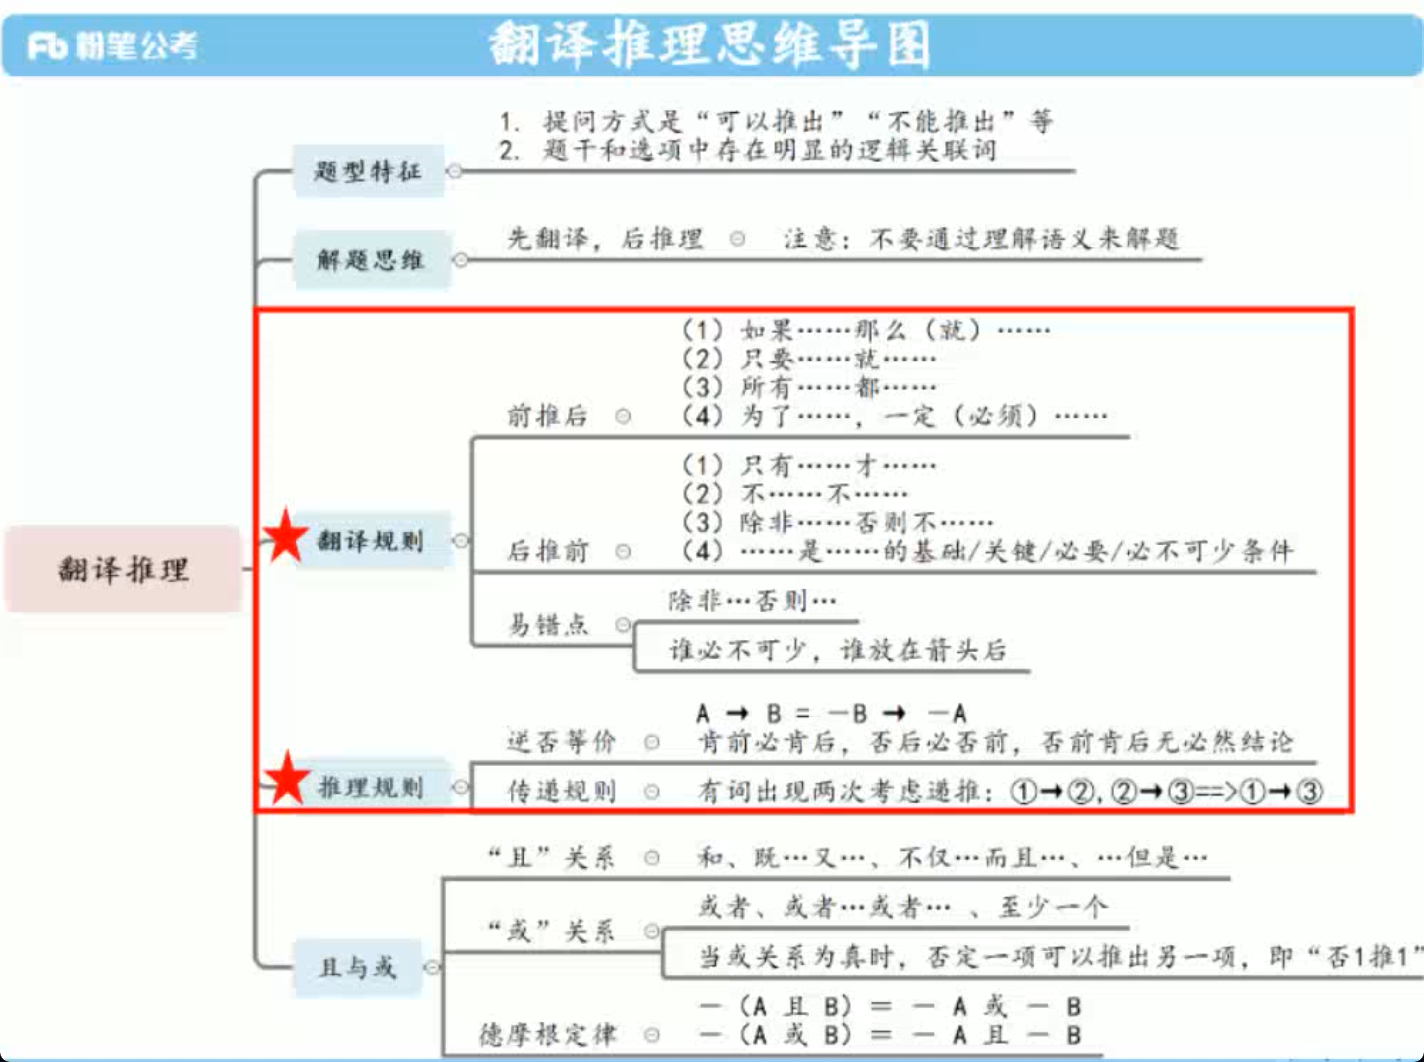 Fb 粉笔公考
翻译推理思维导图
翻译推理
题型特征
1. 提问方式是“可以推出”“不能推出”等
2. 题干和选项中存在明显的逻辑关联词
解题思维
先翻译，后推理
注意：不要通过理解语义来解题
翻译规则
前推后
（1）如果……那么（就）……
（2）只要……就……
（3）所有……都……
（4）为了……，一定（必须）……
后推前
（1）只有……才……
（2）不……不……
（3）除非……否则不……
（4）……是……的基础/关键/必要/必不可少条件
易错点
除非…否则…
谁必不可少，谁放在箭头后
推理规则
逆否等价
A → B = －B → －A
肯前必肯后，否后必否前，否前肯后无必然结论
传递规则
有词出现两次考虑递推：①→②,②→③==>①→③
且与或
“且”关系
和、既…又…、不仅…而且…、…但是…
“或”关系
或者、或者…或者… 、至少一个
当或关系为真时，否定一项可以推出另一项，即“否1推1”
德摩根定律
－（A 且 B）＝ － A 或 － B
－（A 或 B）＝ － A 且 － B